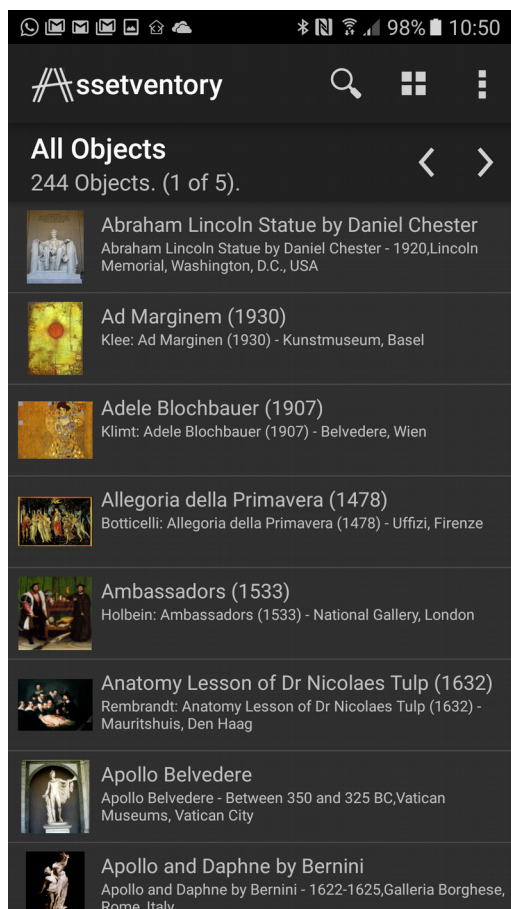 98% 10:50
Assetventory
All Objects
244 Objects. (1 of 5).
Abraham Lincoln Statue by Daniel Chester
Abraham Lincoln Statue by Daniel Chester - 1920,Lincoln
Memorial, Washington, D.C., USA
Ad Marginem (1930)
Klee: Ad Marginen (1930) - Kunstmuseum, Basel
Adele Blochbauer (1907)
Klimt: Adele Blochbauer (1907) - Belvedere, Wien
Allegoria della Primavera (1478)
Botticelli: Allegoria della Primavera (1478) - Uffizi, Firenze
Ambassadors (1533)
Holbein: Ambassadors (1533) - National Gallery, London
Anatomy Lesson of Dr Nicolaes Tulp (1632)
Rembrandt: Anatomy Lesson of Dr Nicolaes Tulp (1632) -
Mauritshuis, Den Haag
Apollo Belvedere
Apollo Belvedere - Between 350 and 325 BC,Vatican
Museums, Vatican City
Apollo and Daphne by Bernini
Apollo and Daphne by Bernini - 1622-1625,Galleria Borghese,
Rome, Italy